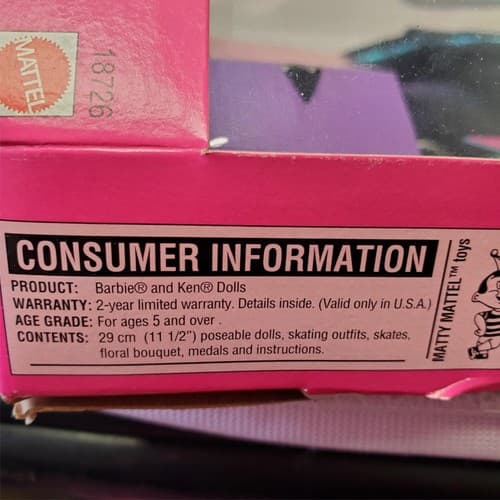 MATTEL
18726
CONSUMER INFORMATION
PRODUCT: Barbie® and Ken® Dolls
WARRANTY: 2-year limited warranty. Details inside. (Valid only in U.S.A.)
AGE GRADE: For ages 5 and over .
CONTENTS: 29 cm (11 1/2") poseable dolls, skating outfits, skates,
floral bouquet, medals and instructions.
MATTY MATTEL™ toys